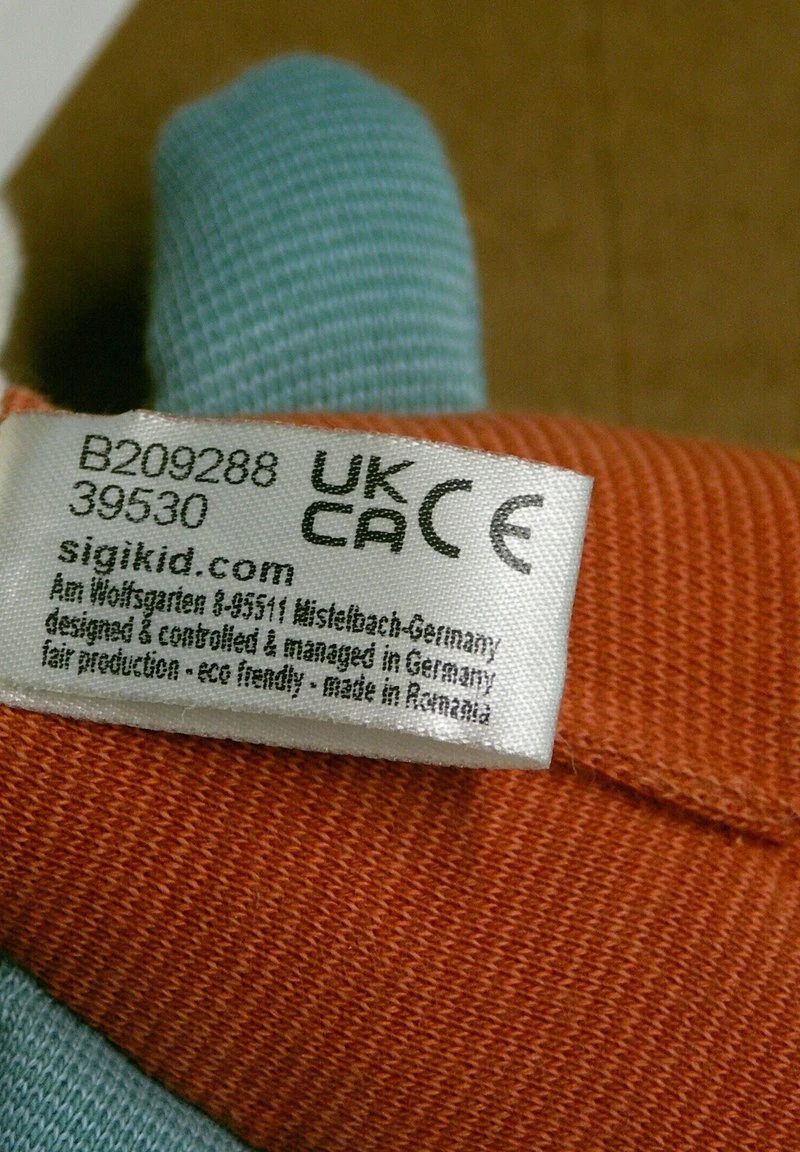 B209288
39530
UK
CA CE
sigikid.com
Am Wolfsgarten 8-95511 Mistelbach-Germany
designed & controlled & managed in Germany
fair production - eco frendly - made in Romania